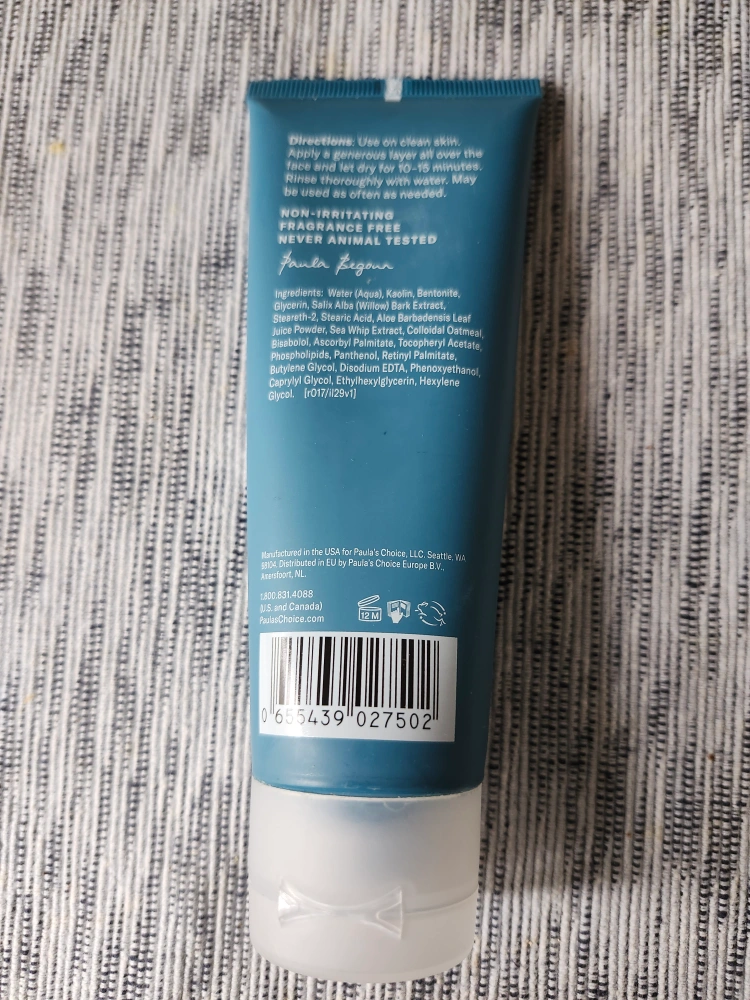 Directions: Use on clean skin.
Apply a generous layer all over the
face and let dry for 10-15 minutes.
Rinse thoroughly with water. May
be used as often as needed.
NON-IRRITATING
FRAGRANCE FREE
NEVER ANIMAL TESTED
Paula Begoun
Ingredients: Water (Aqua), Kaolin, Bentonite,
Glycerin, Salix Alba (Willow) Bark Extract,
Steareth-2, Stearic Acid, Aloe Barbadensis Leaf
Juice Powder, Sea Whip Extract, Colloidal Oatmeal,
Bisabolol, Ascorbyl Palmitate, Tocopheryl Acetate,
Phospholipids, Panthenol, Retinyl Palmitate,
Butylene Glycol, Disodium EDTA, Phenoxyethanol,
Caprylyl Glycol, Ethylhexylglycerin, Hexylene
Glycol. [r017/il29v1]
Manufactured in the USA for Paula's Choice, LLC. Seattle, WA
98104. Distributed in EU by Paula's Choice Europe B.V.,
Amersfoort, NL.
1.800.831.4088
(U.S. and Canada)
PaulasChoice.com
12 M
0 655439 027502